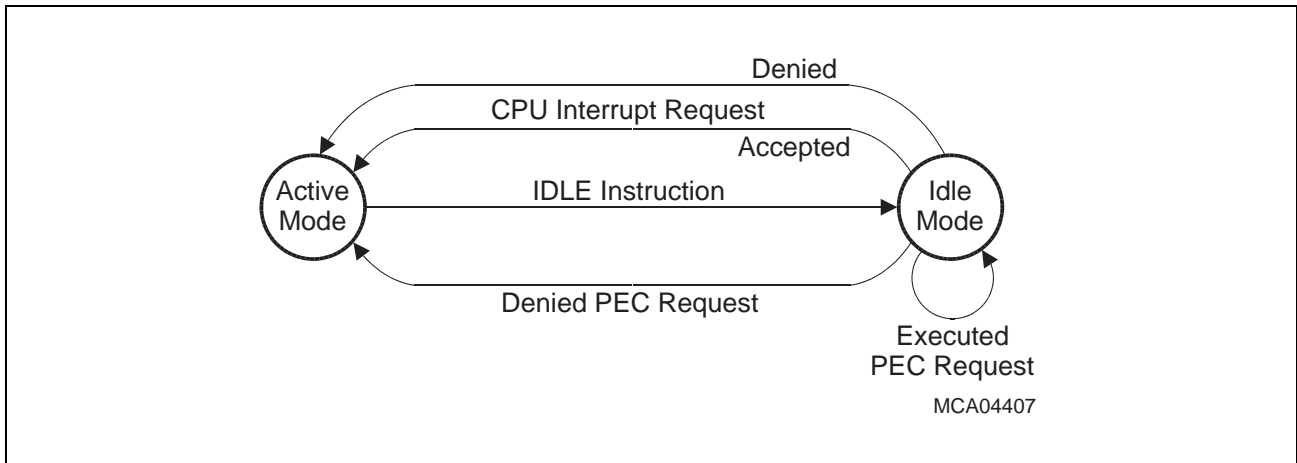 Denied
CPU Interrupt Request
Accepted
Active
Mode
IDLE Instruction
Idle
Mode
Denied PEC Request
Executed
PEC Request
MCA04407